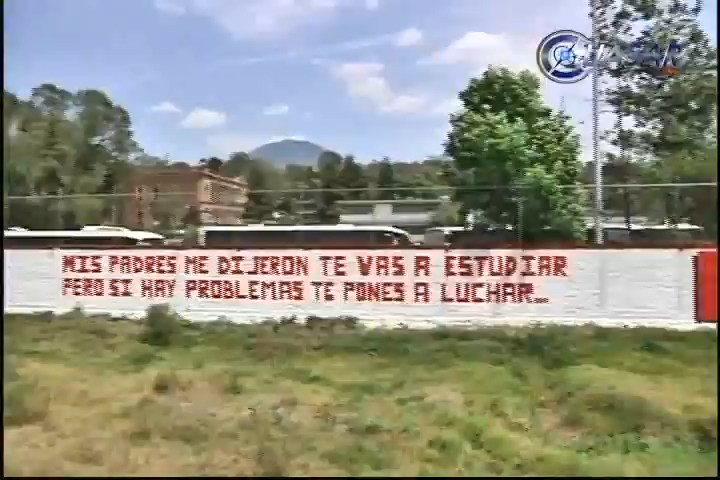 MIS PADRES ME DIJERON TE VAS A ESTUDIAR
PERO SI HAY PROBLEMAS TE PONES A LUCHAR...